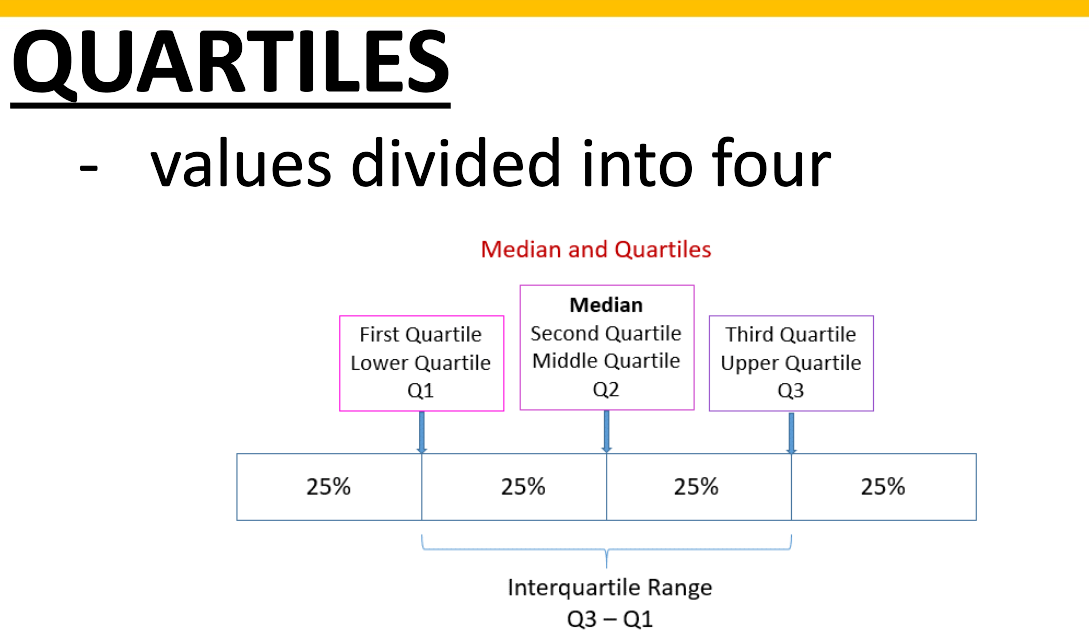 QUARTILES
- values divided into four
Median and Quartiles
First Quartile
Lower Quartile
Q1
Median
Second Quartile
Middle Quartile
Q2
Third Quartile
Upper Quartile
Q3
25%
25%
25%
25%
Interquartile Range
Q3 – Q1